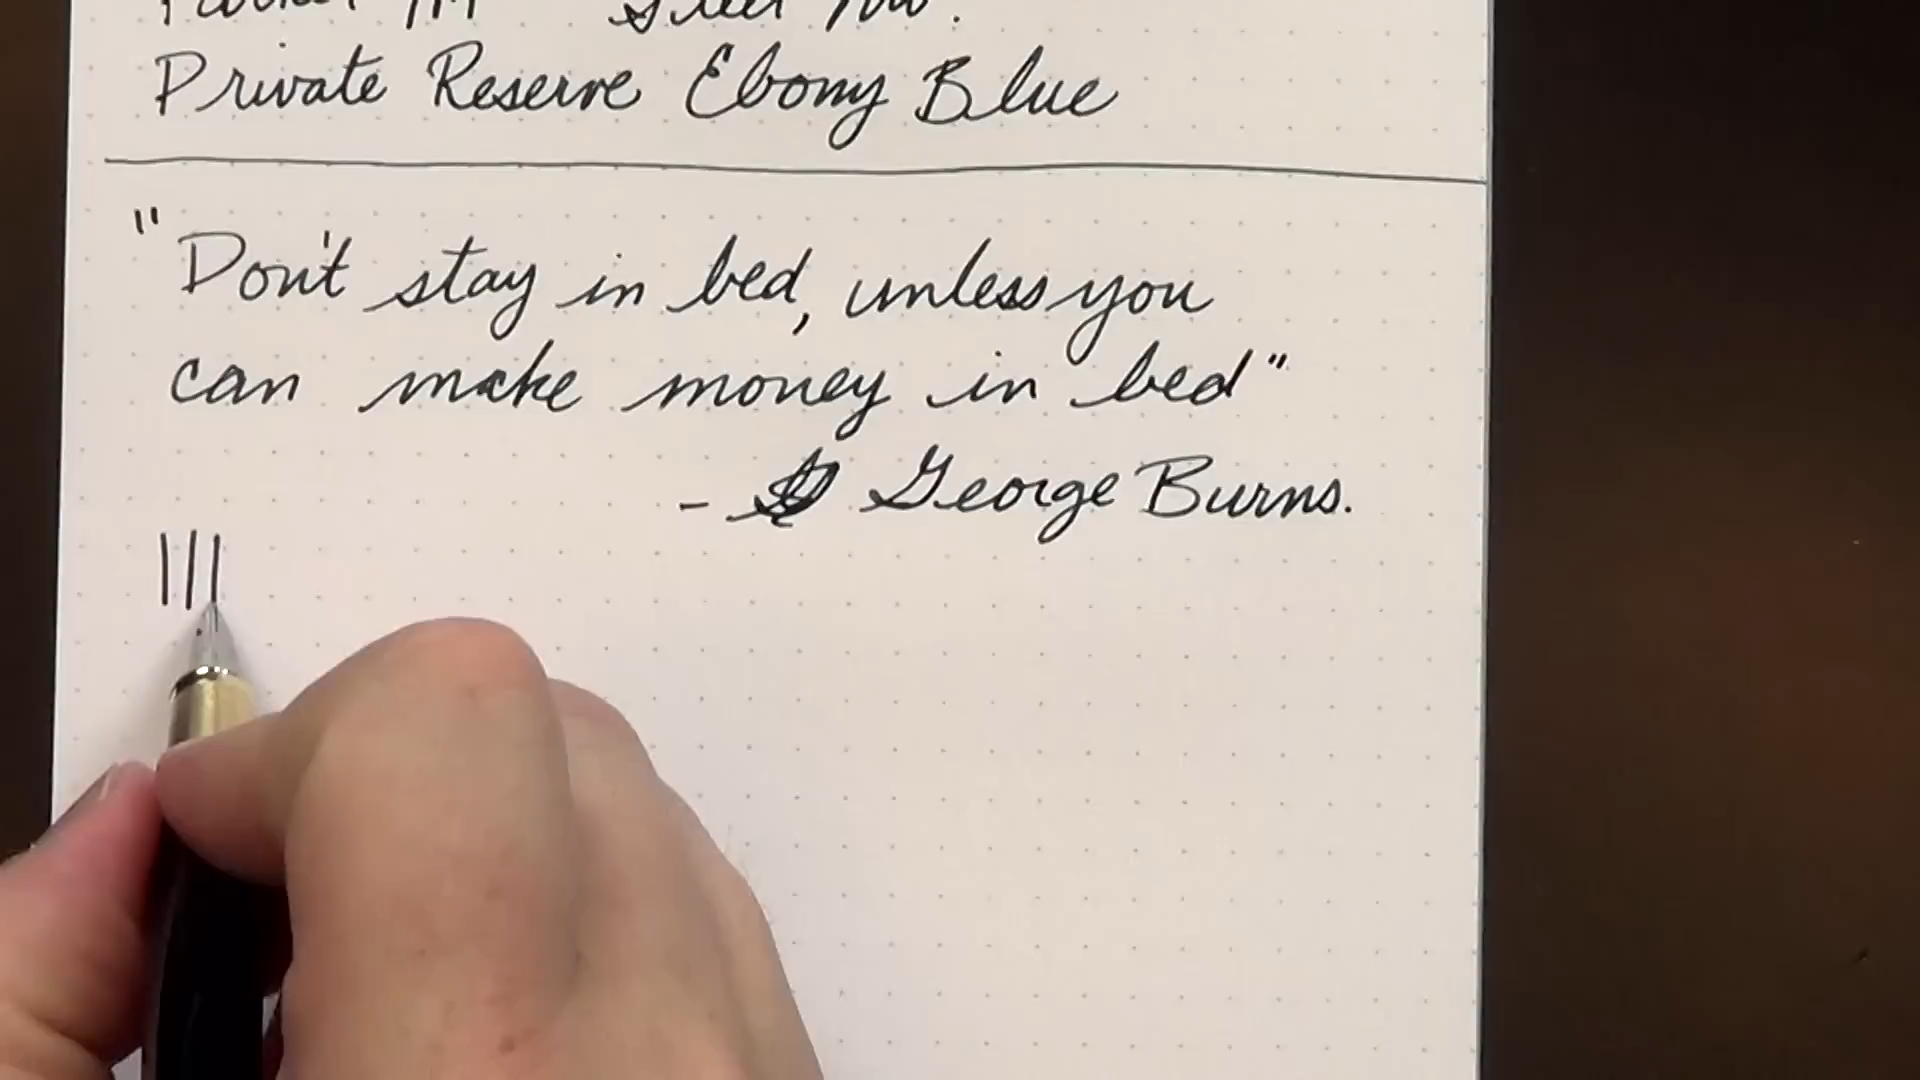 Private Reserve Ebony Blue
"Don't stay in bed, unless you
can make money in bed"
- George Burns.